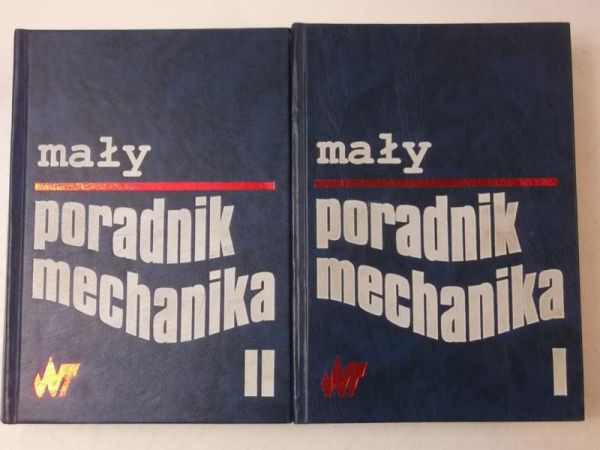 mały
poradnik
mechanika
II
WNT
mały
poradnik
mechanika
I
WNT